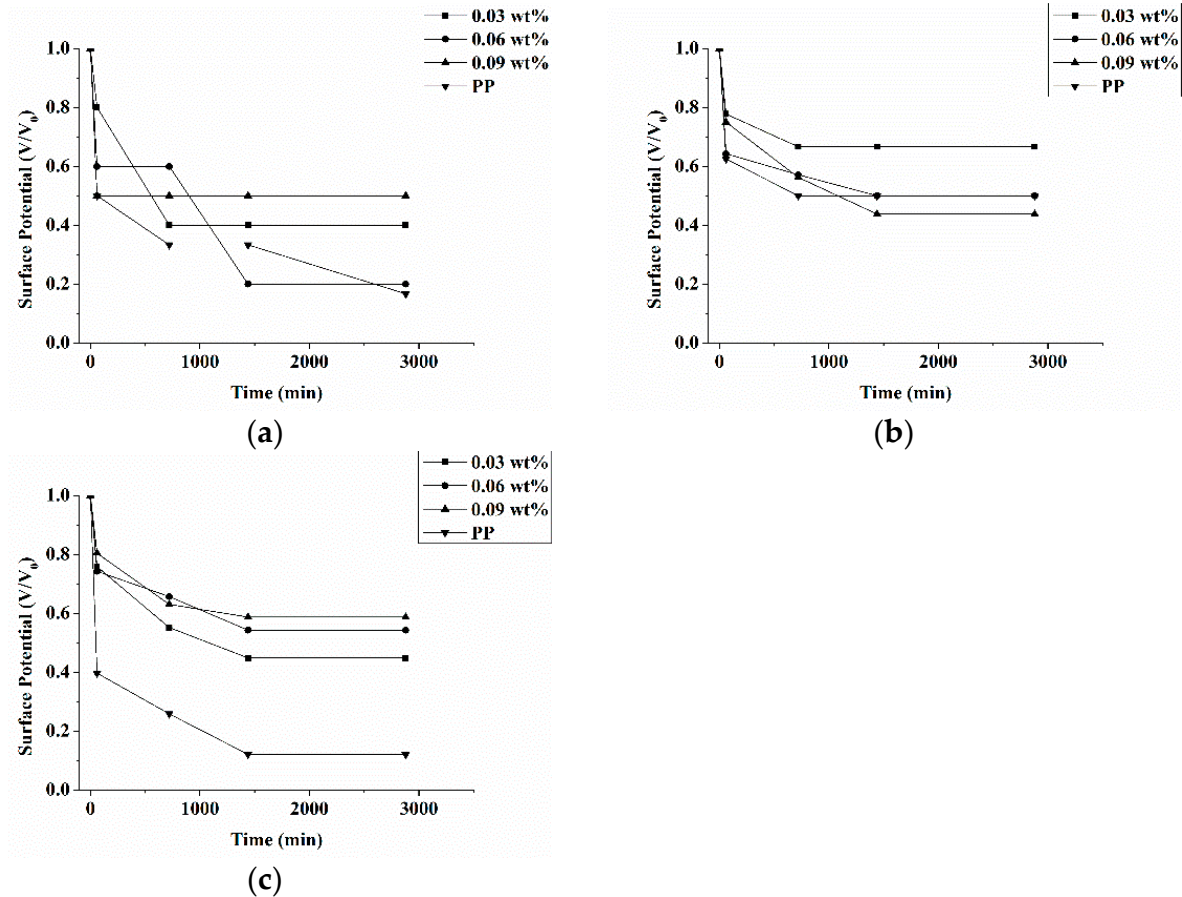 0.03 wt%
0.06 wt%
0.09 wt%
PP
1.0
0.8
0.6
0.4
0.2
0.0
Surface Potential (V/V₀)
0 1000 2000 3000
Time (min)
(a)
0.03 wt%
0.06 wt%
0.09 wt%
PP
1.0
0.8
0.6
0.4
0.2
0.0
Surface Potential (V/V₀)
0 1000 2000 3000
Time (min)
(b)
0.03 wt%
0.06 wt%
0.09 wt%
PP
1.0
0.8
0.6
0.4
0.2
0.0
Surface Potential (V/V₀)
0 1000 2000 3000
Time (min)
(c)